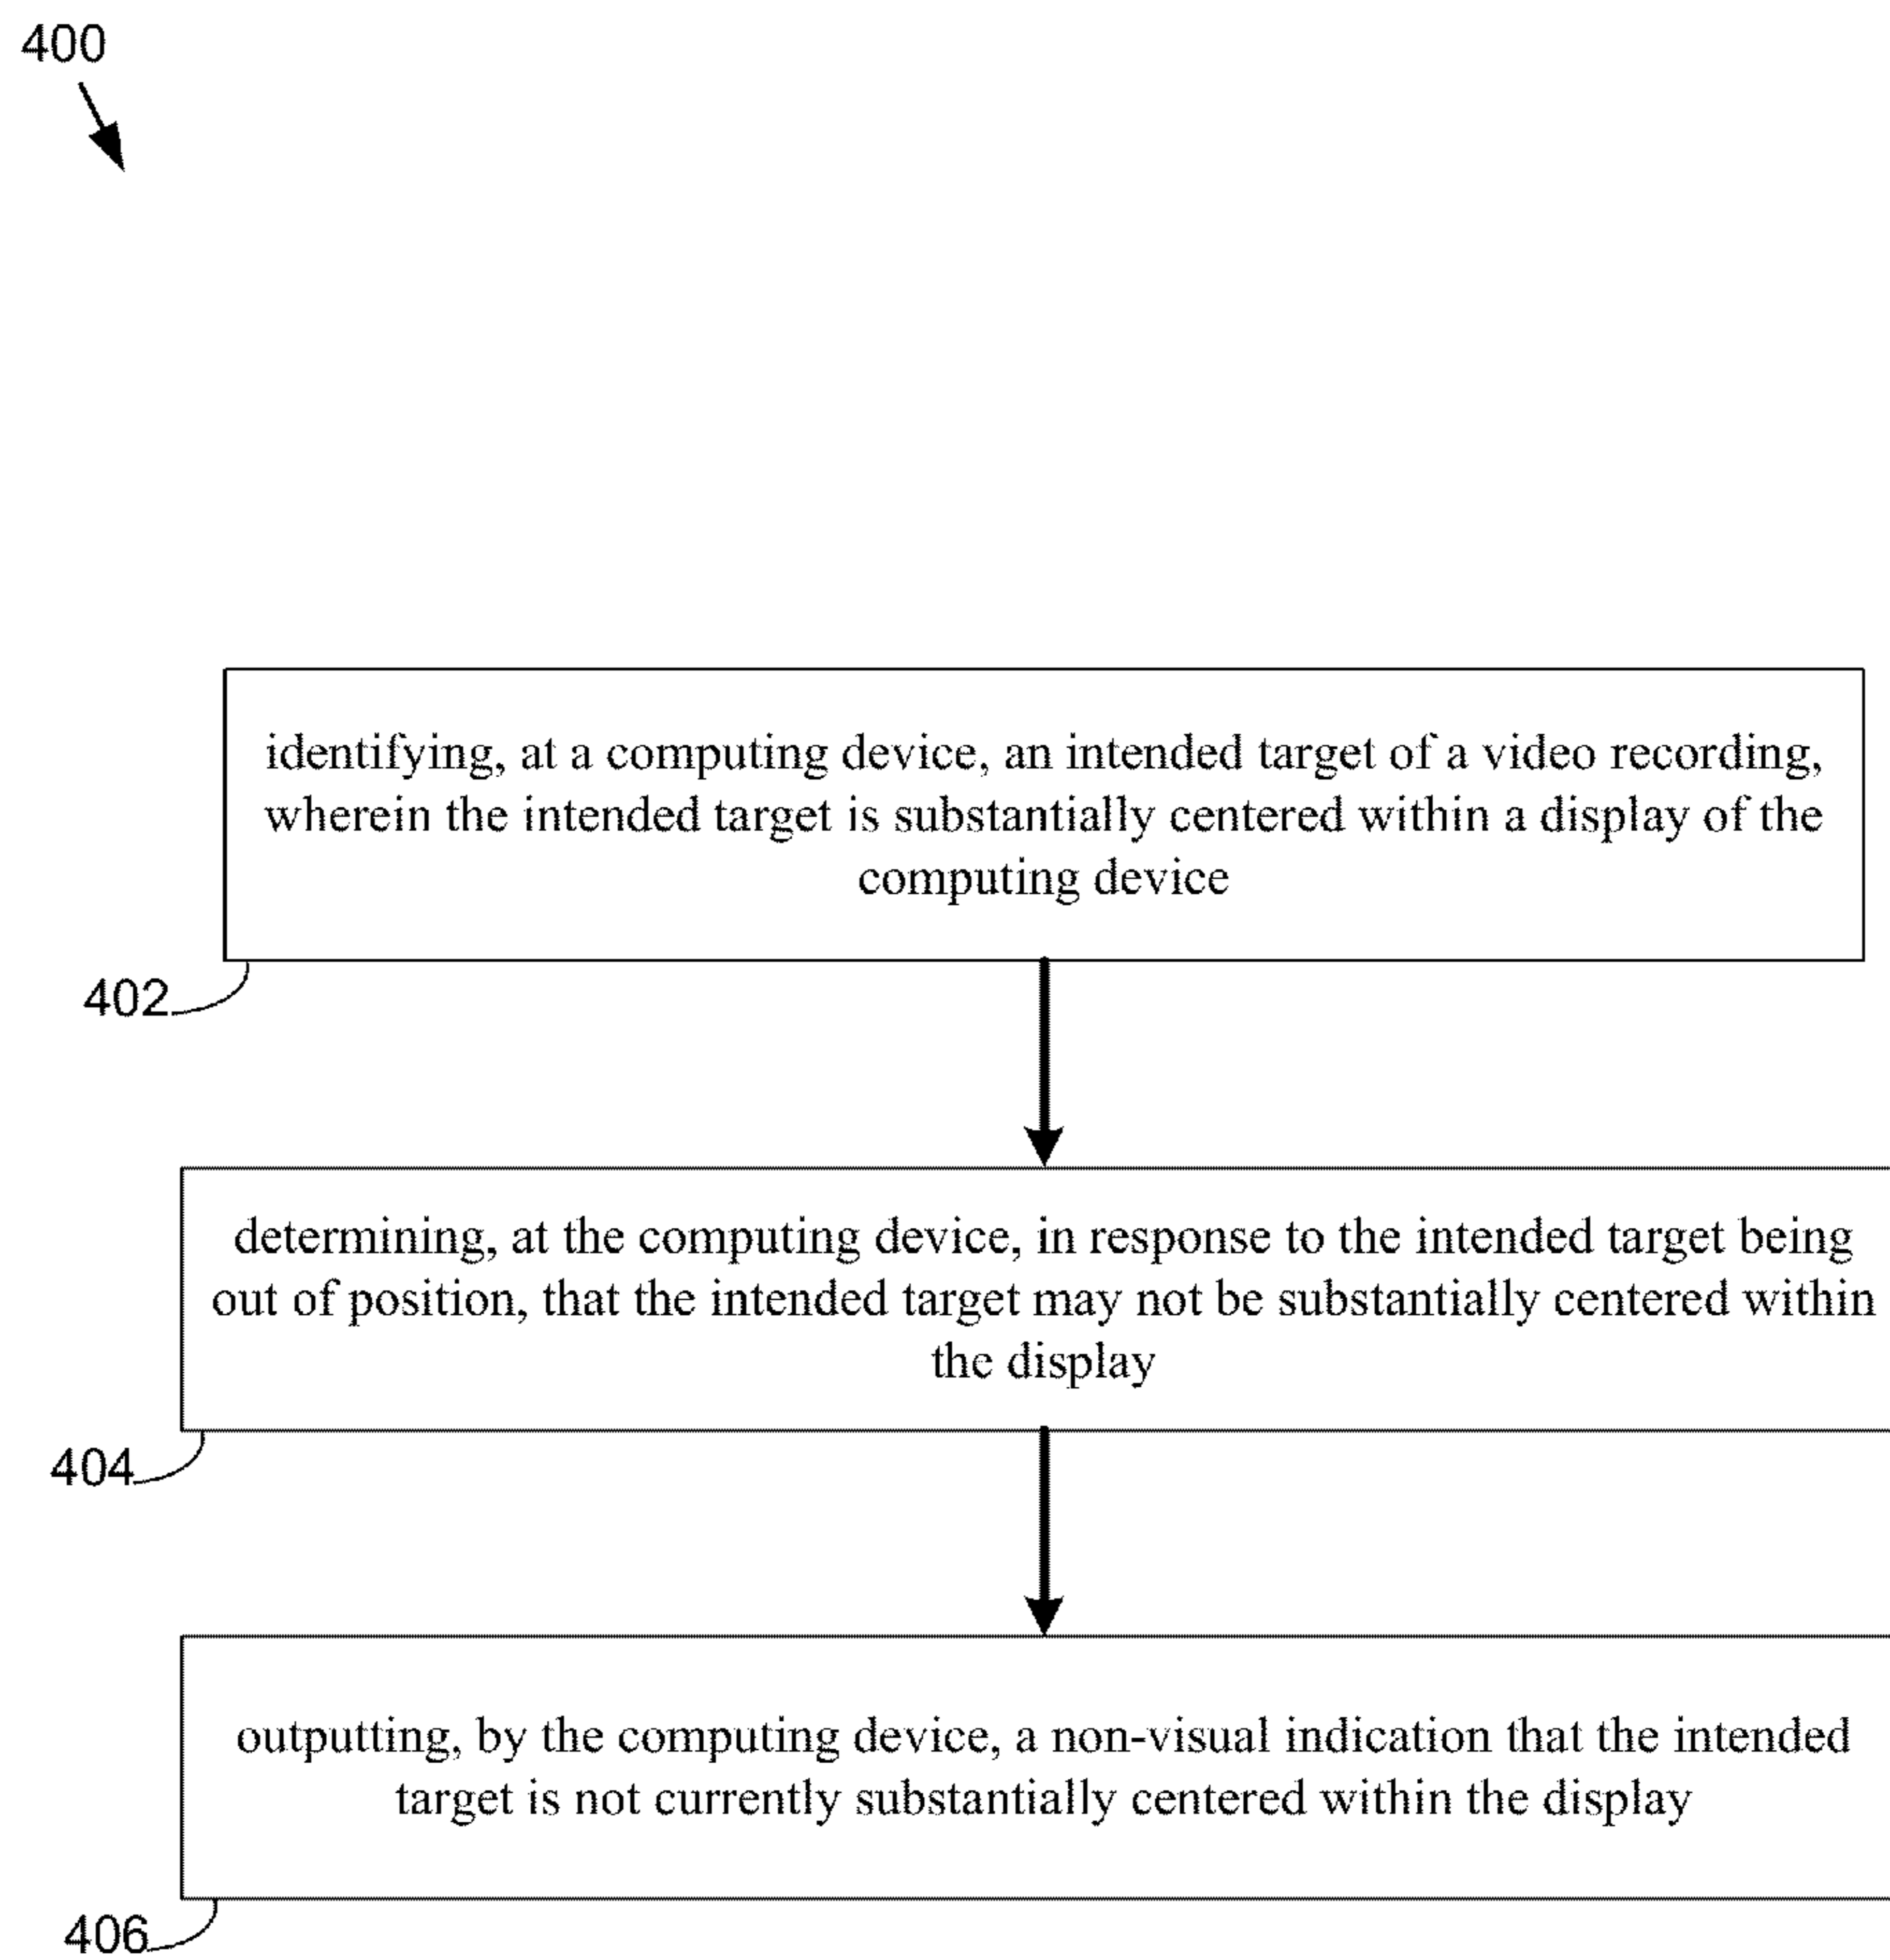 400
identifying, at a computing device, an intended target of a video recording,
wherein the intended target is substantially centered within a display of the
computing device
402
determining, at the computing device, in response to the intended target being
out of position, that the intended target may not be substantially centered within
the display
404
outputting, by the computing device, a non-visual indication that the intended
target is not currently substantially centered within the display
406